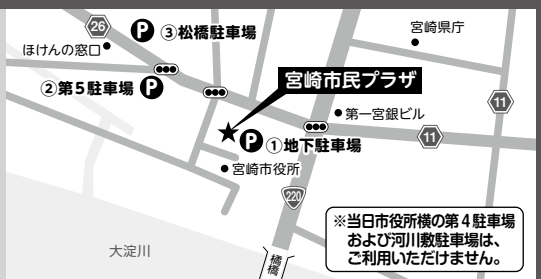 26
P ③松橋駐車場
宮崎県庁
ほけんの窓口
②第5駐車場 P
宮崎市民プラザ
11
第一宮銀ビル
11
P ①地下駐車場
宮崎市役所
220
※当日市役所横の第4駐車場
および河川敷駐車場は、
ご利用いただけません。
大淀川
橘橋